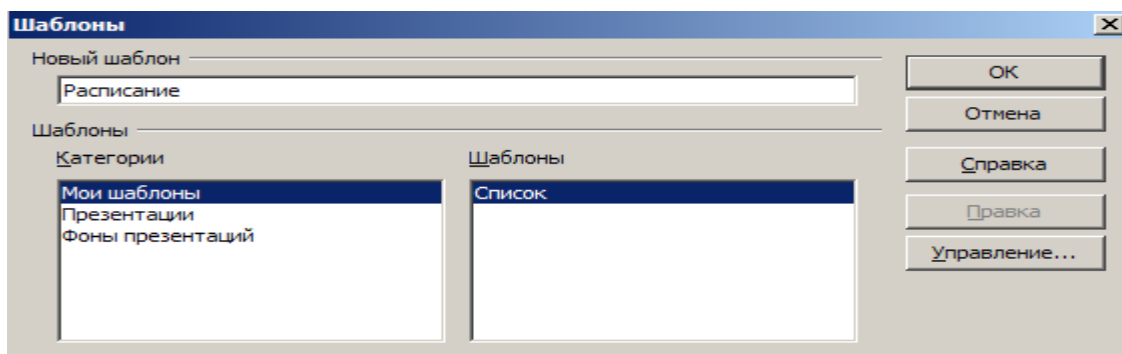 Шаблоны
Новый шаблон
Расписание
Шаблоны
Категории
Мои шаблоны
Презентации
Фоны презентаций
Шаблоны
Список
OK
Отмена
Справка
Правка
Управление...